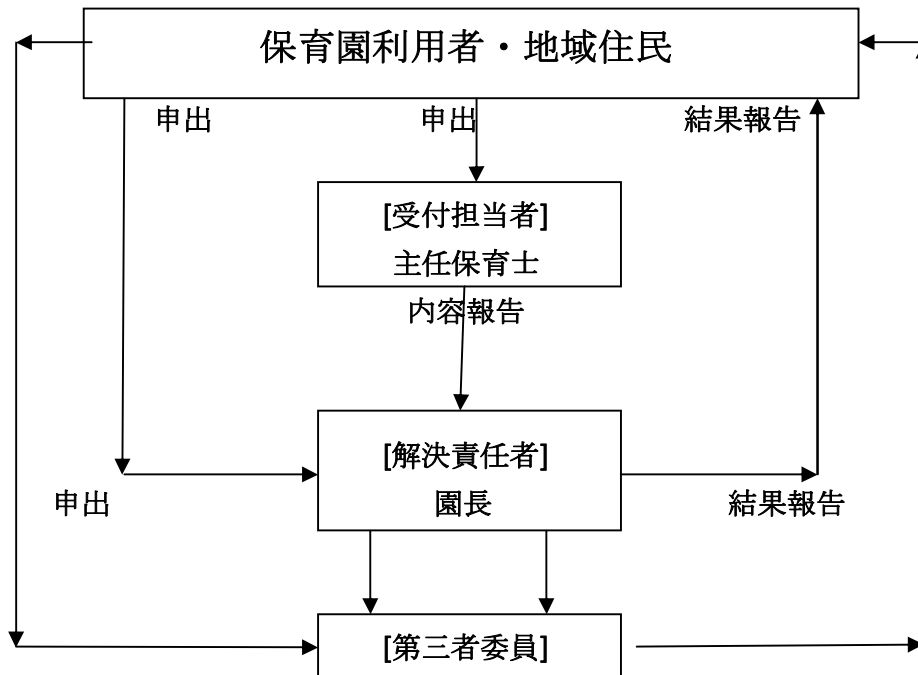 保育園利用者・地域住民
申出
申出
結果報告
[受付担当者]
主任保育士
内容報告
[解決責任者]
園長
申出
結果報告
[第三者委員]